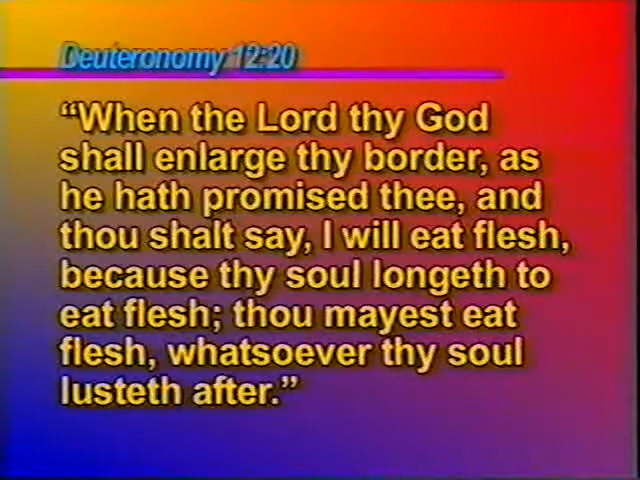 Deuteronomy 12:20
“When the Lord thy God
shall enlarge thy border, as
he hath promised thee, and
thou shalt say, I will eat flesh,
because thy soul longeth to
eat flesh; thou mayest eat
flesh, whatsoever thy soul
lusteth after.”